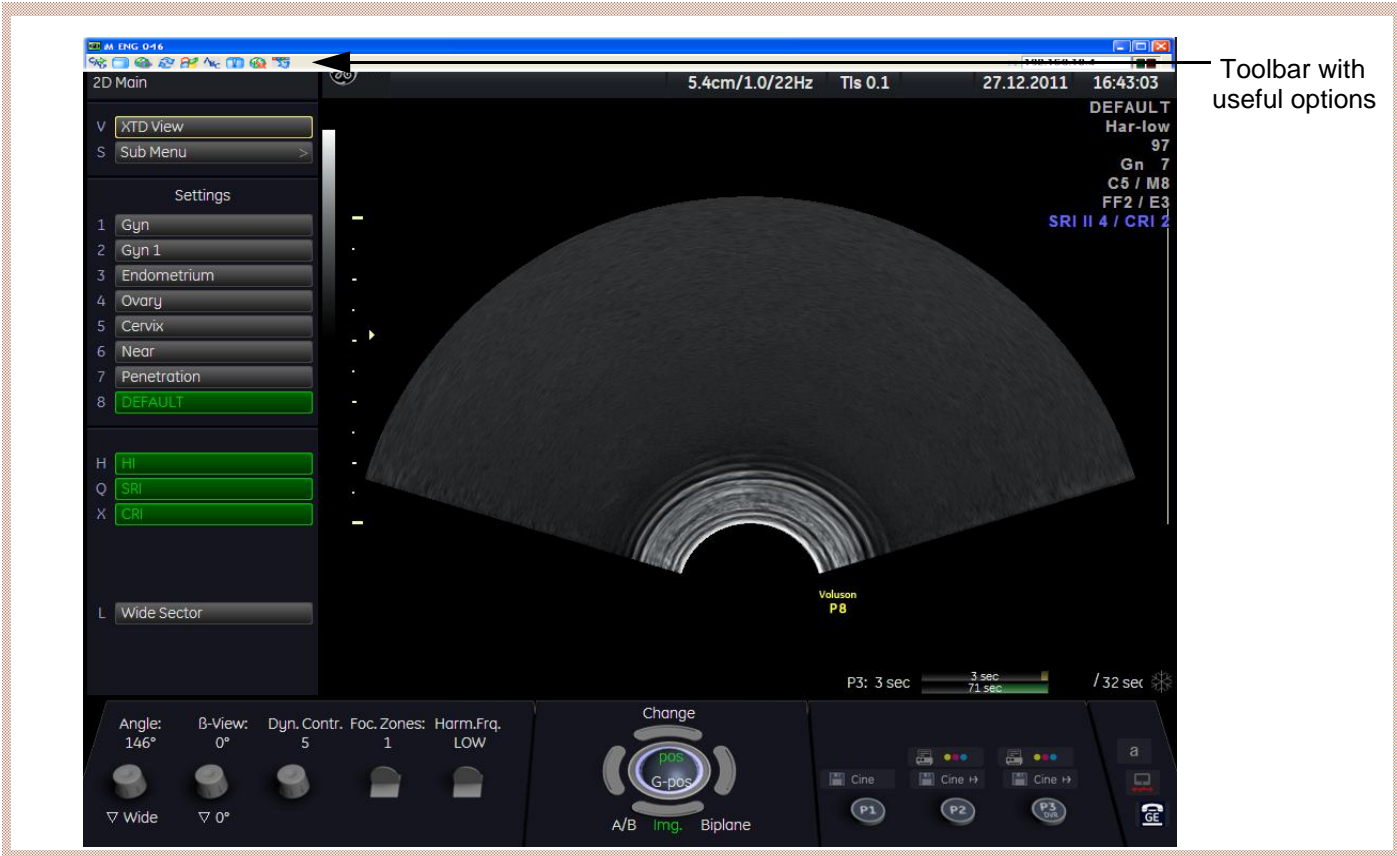 M ENG 046
Toolbar with
useful options
2D Main
5.4cm/1.0/22Hz TIs 0.1 27.12.2011 16:43:03
V XTD View
S Sub Menu >
Settings
1 Gyn
2 Gyn 1
3 Endometrium
4 Ovary
5 Cervix
6 Near
7 Penetration
8 DEFAULT
H HI
Q SRI
X CRI
L Wide Sector
DEFAULT
Har-low
97
Gn 7
C5 / M8
FF2 / E3
SRI II 4 / CRI 2
Voluson
P8
P3: 3 sec 3 sec / 32 sec
71 sec
Angle: ß-View: Dyn. Contr. Foc. Zones: Harm.Frq.
146° 0° 5 1 LOW
▽ Wide ▽ 0°
Change
pos
G-pos
A/B Img. Biplane
Cine Cine Cine
P1 P2 P3
DVR
a
GE